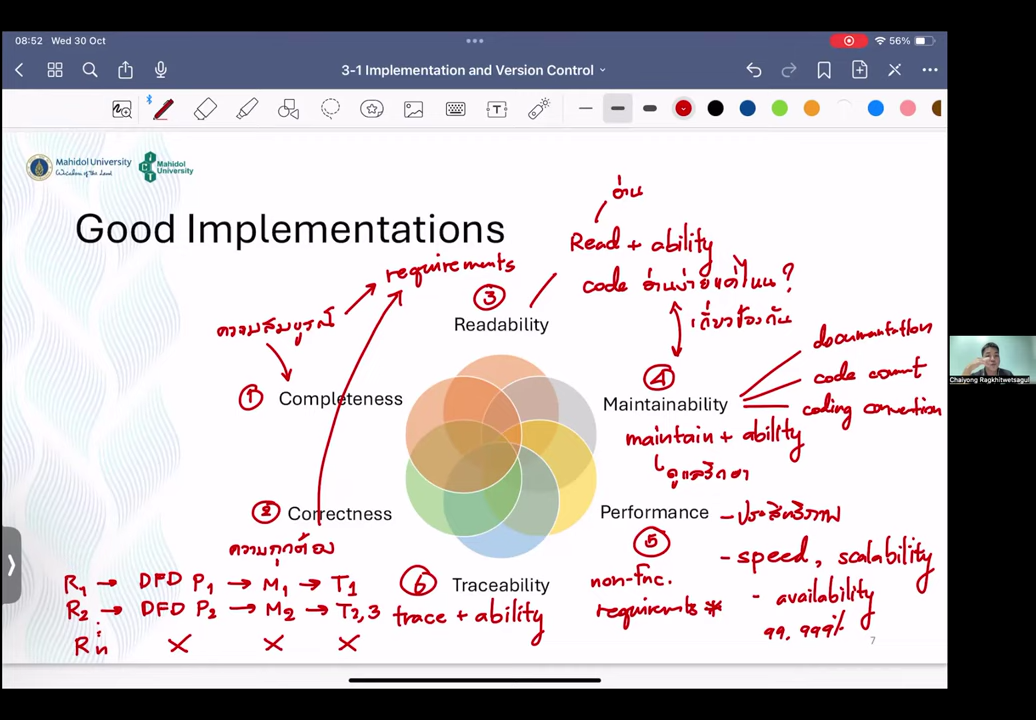 08:52 Wed 30 Oct
56%
3-1 Implementation and Version Control
Mahidol University
Wisdom of the Land
Mahidol University
Good Implementations
อ่าน
Read + ability
code อ่านง่ายแค่ไหน?
requirements
③
Readability
ความสมบูรณ์
① Completeness
เกี่ยวข้องกัน
④
Maintainability
documentation
code comment
coding convention
maintain + ability
ดูแลรักษา
② Correctness
ความถูกต้อง
Performance - ประสิทธิภาพ
⑤
- speed, scalability
non-fnc.
requirements *
- availability
99.999%
⑥ Traceability
trace + ability
R1 → DFD P1 → M1 → T1
R2 → DFD P2 → M2 → T2,3
Rn X X X
7
Chaiyong Ragkhitwetsagul